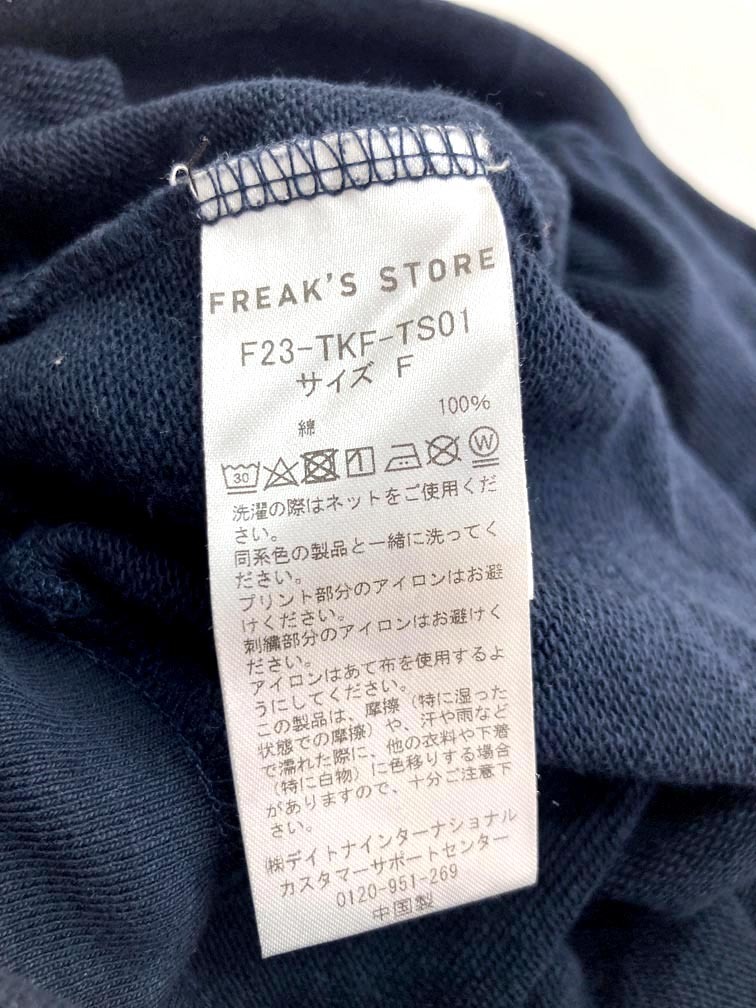 FREAK'S STORE
F23-TKF-TS01
サイズ F
綿 100%
30 W
洗濯の際はネットをご使用くだ
さい。
同系色の製品と一緒に洗ってく
ださい。
プリント部分のアイロンはお避
けください。
刺繍部分のアイロンはお避けく
ださい。
アイロンはあて布を使用するよ
うにしてください。
この製品は、摩擦（特に湿った
状態での摩擦）や、汗や雨など
で濡れた際に、他の衣料や下着
（特に白物）に色移りする場合
がありますので、十分ご注意下
さい。
㈱デイトナインターナショナル
カスタマーサポートセンター
0120-951-269
中国製